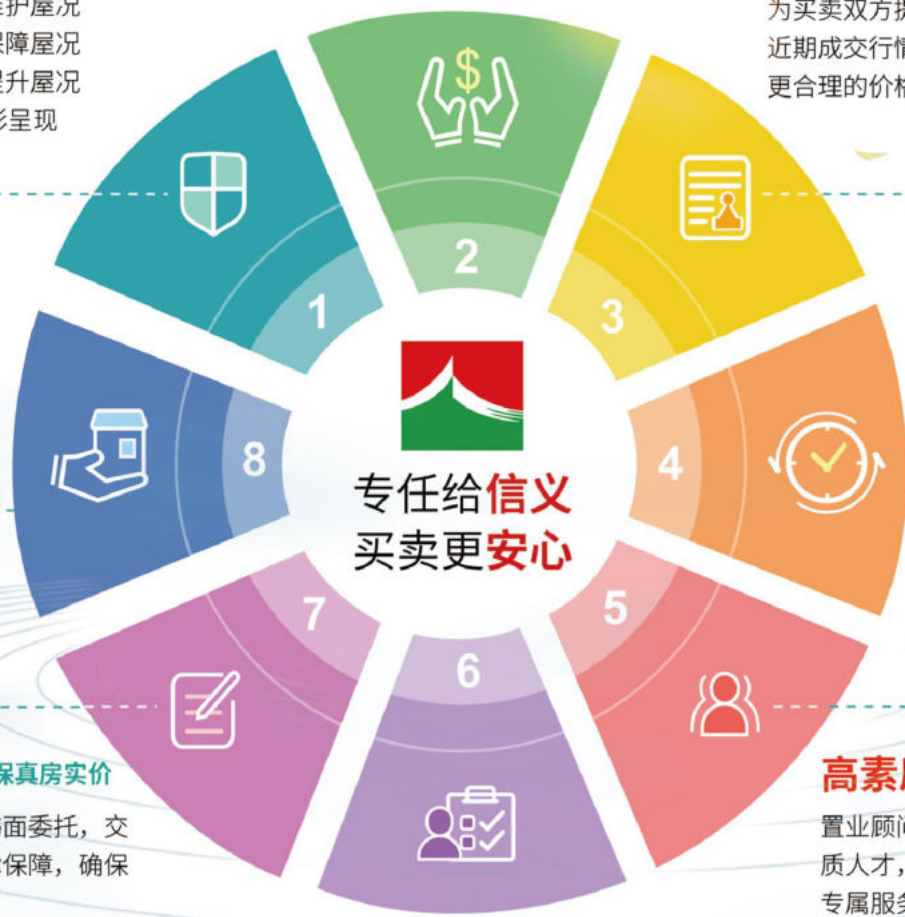 护屋况
保障屋况
提升屋况
彩呈现
为买卖双方提
近期成交行情
更合理的价格
$
1
2
3
4
5
6
7
8
专任给信义
买卖更安心
保真房实价
面委托，交
保障，确保
高素质
置业顾问
质人才，
专属服务